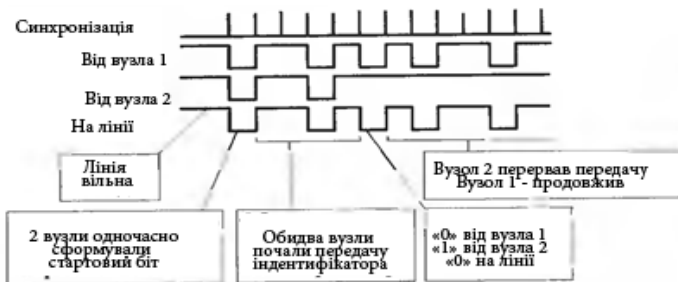 Синхронізація
Від вузла 1
Від вузла 2
На лінії
Лінія
вільна
Вузол 2 перервав передачу
Вузол 1 - продовжив
2 вузли одночасно
сформували
стартовий біт
Обидва вузли
почали передачу
індентифікатора
«0» від вузла 1
«1» від вузла 2
«0» на лінії